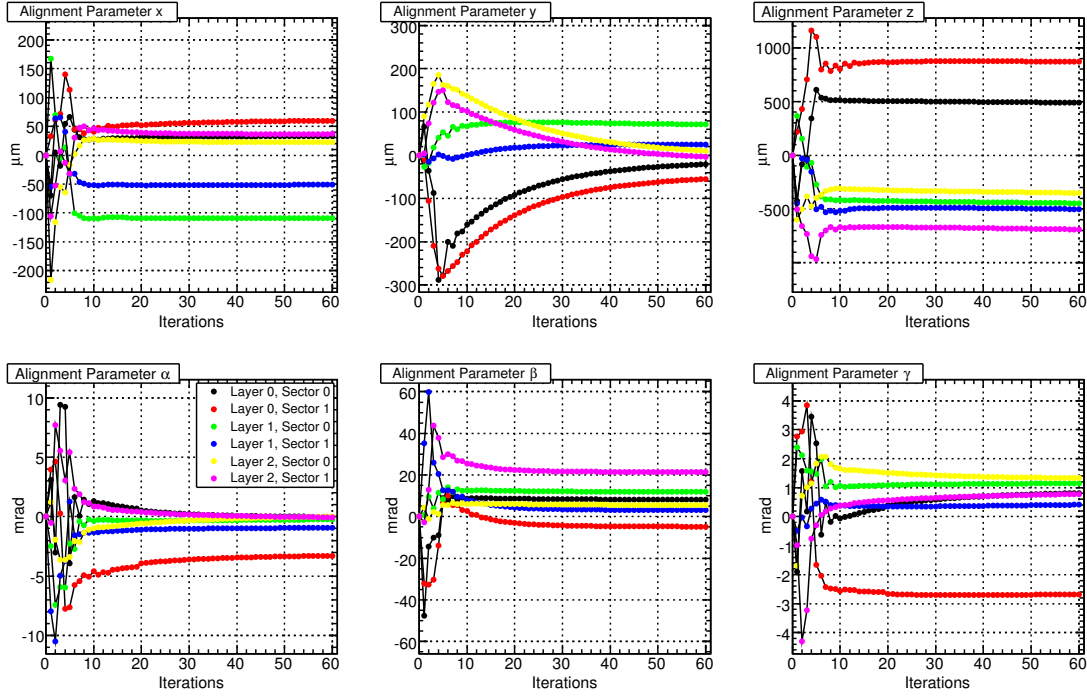 Alignment Parameter x
200
150
100
50
0
-50
-100
-150
-200
μm
0 10 20 30 40 50 60
Iterations
Alignment Parameter y
300
200
100
0
-100
-200
-300
μm
0 10 20 30 40 50 60
Iterations
Alignment Parameter z
1000
500
0
-500
μm
0 10 20 30 40 50 60
Iterations
Alignment Parameter α
10
5
0
-5
-10
mrad
Layer 0, Sector 0
Layer 0, Sector 1
Layer 1, Sector 0
Layer 1, Sector 1
Layer 2, Sector 0
Layer 2, Sector 1
0 10 20 30 40 50 60
Iterations
Alignment Parameter β
60
40
20
0
-20
-40
-60
mrad
0 10 20 30 40 50 60
Iterations
Alignment Parameter γ
4
3
2
1
0
-1
-2
-3
-4
mrad
0 10 20 30 40 50 60
Iterations